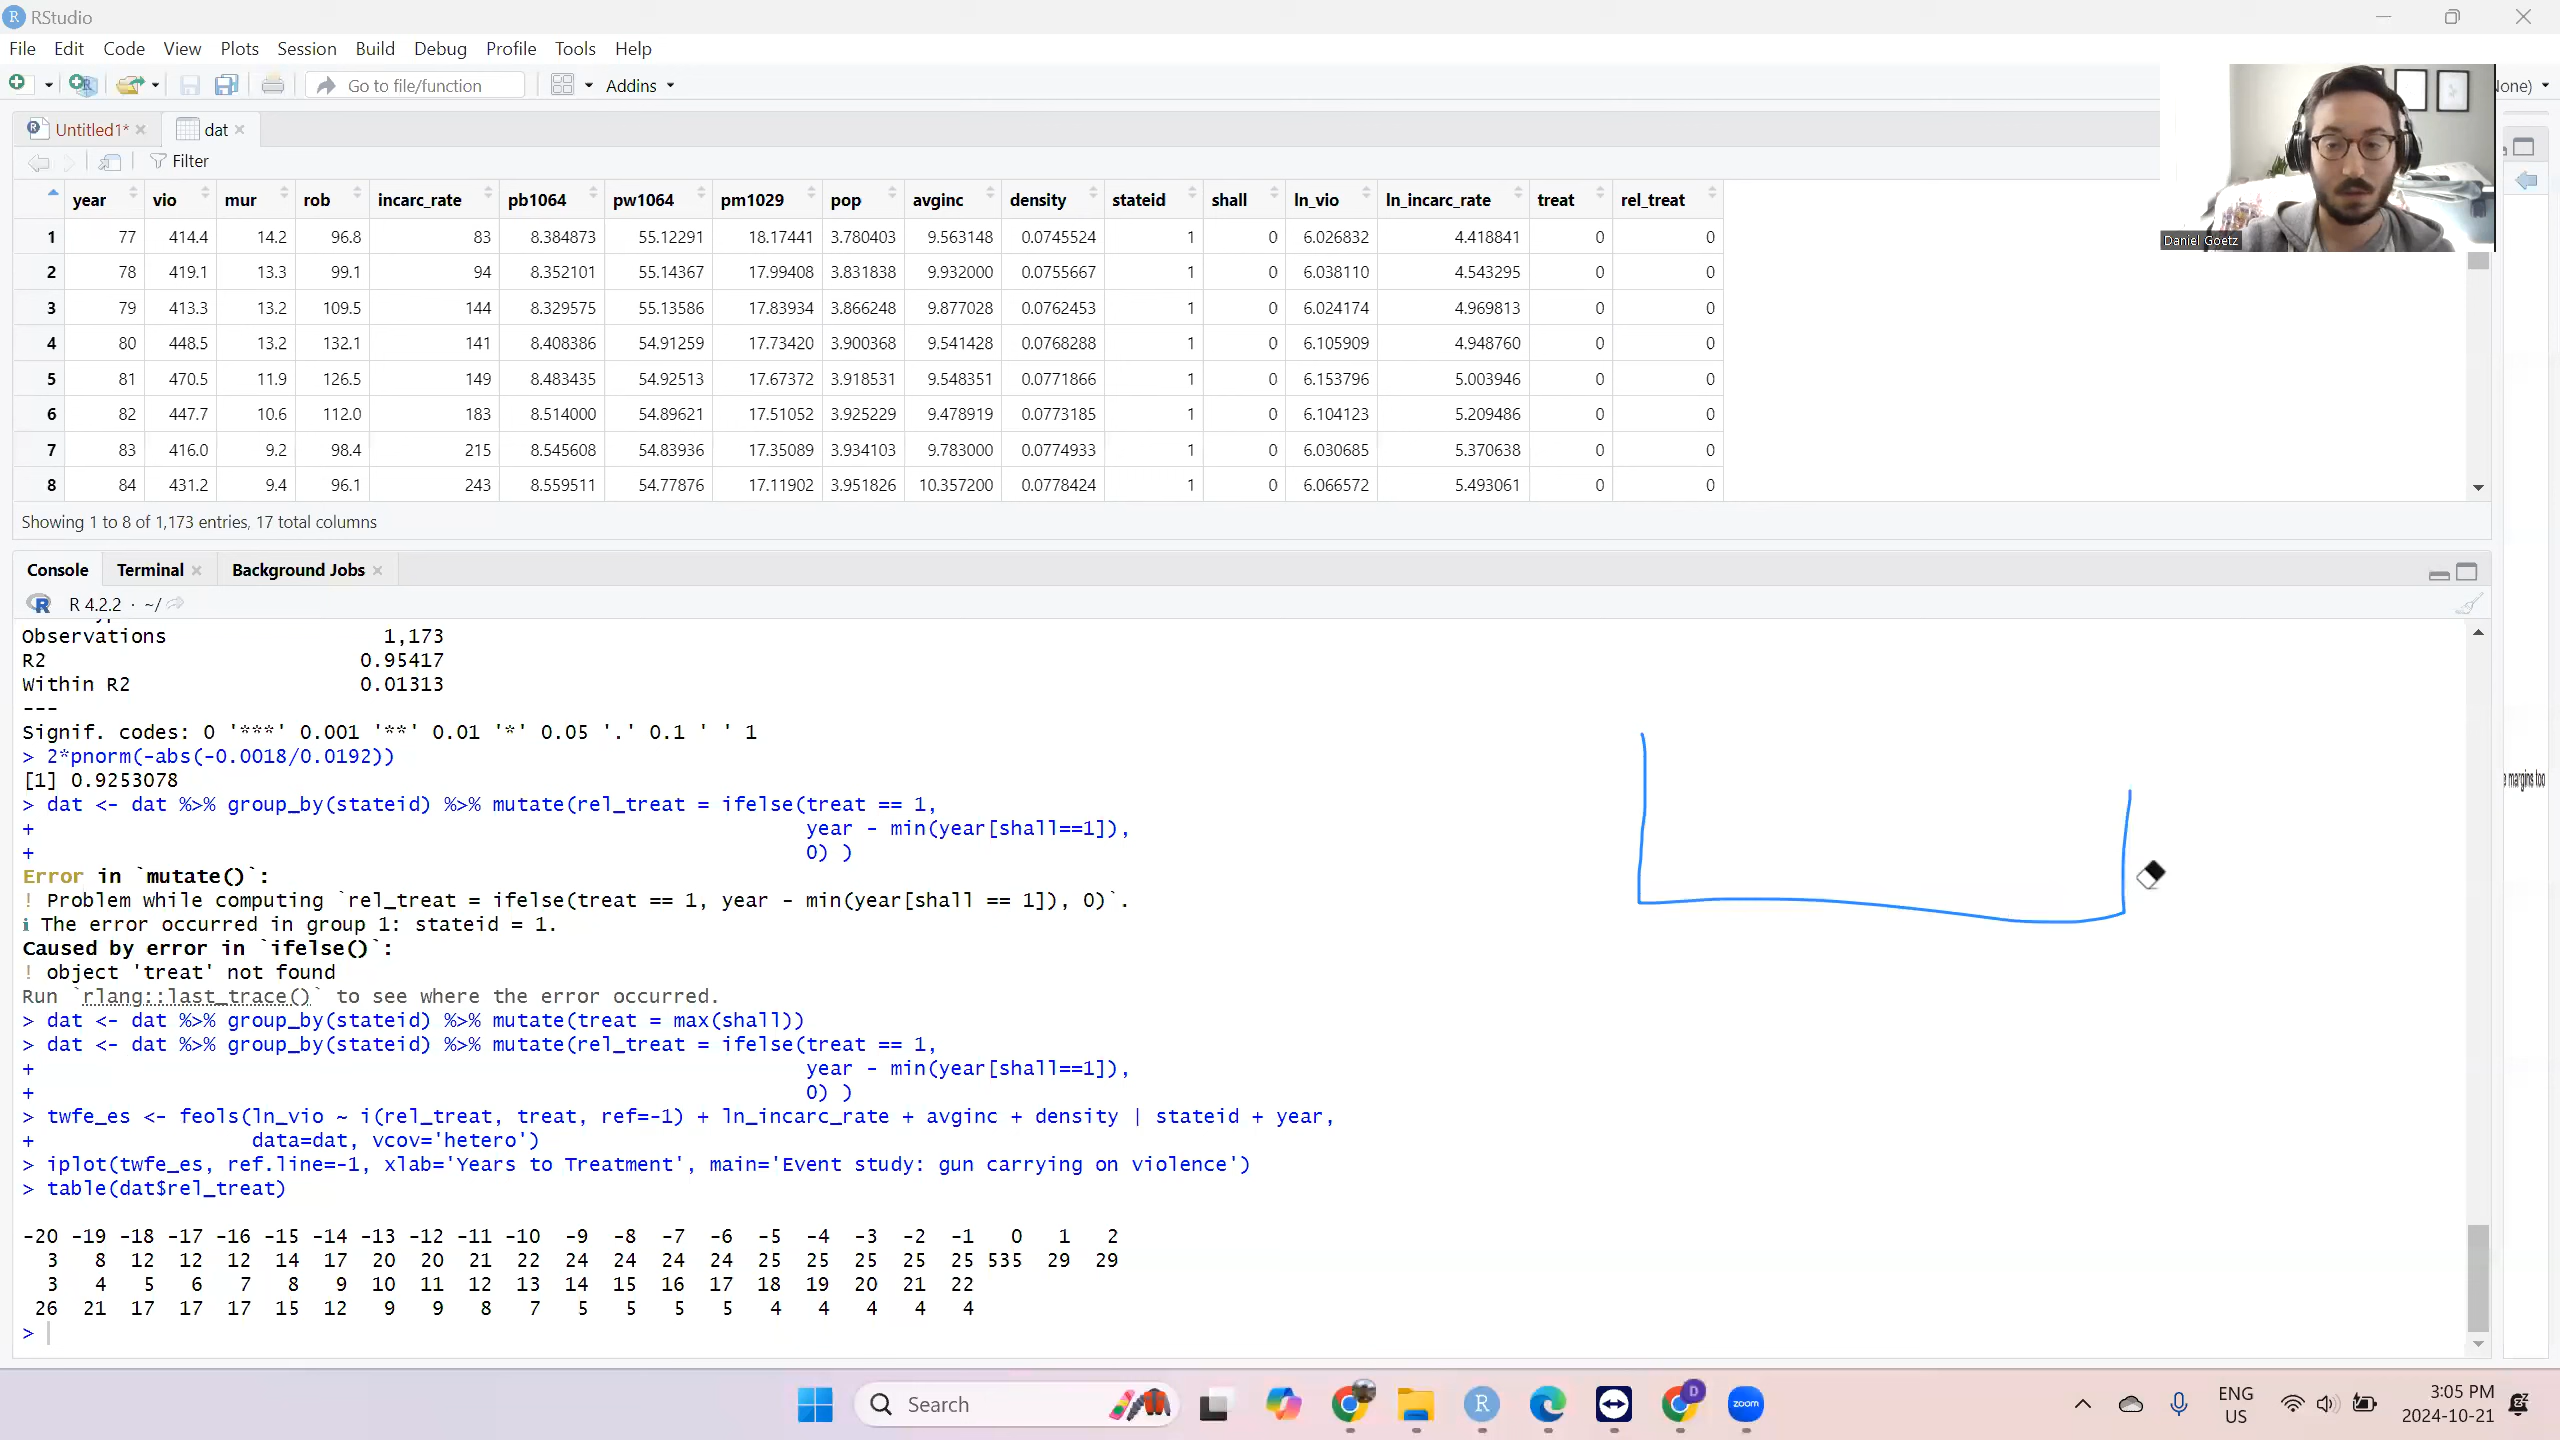 RStudio
File Edit Code View Plots Session Build Debug Profile Tools Help
Go to file/function Addins
Untitled1* dat
Filter
year vio mur rob incarc_rate pb1064 pw1064 pm1029 pop avginc density stateid shall ln_vio ln_incarc_rate treat rel_treat
1 77 414.4 14.2 96.8 83 8.384873 55.12291 18.17441 3.780403 9.563148 0.0745524 1 0 6.026832 4.418841 0 0
2 78 419.1 13.3 99.1 94 8.352101 55.14367 17.99408 3.831838 9.932000 0.0755667 1 0 6.038110 4.543295 0 0
3 79 413.3 13.2 109.5 144 8.329575 55.13586 17.83934 3.866248 9.877028 0.0762453 1 0 6.024174 4.969813 0 0
4 80 448.5 13.2 132.1 141 8.408386 54.91259 17.73420 3.900368 9.541428 0.0768288 1 0 6.105909 4.948760 0 0
5 81 470.5 11.9 126.5 149 8.483435 54.92513 17.67372 3.918531 9.548351 0.0771866 1 0 6.153796 5.003946 0 0
6 82 447.7 10.6 112.0 183 8.514000 54.89621 17.51052 3.925229 9.478919 0.0773185 1 0 6.104123 5.209486 0 0
7 83 416.0 9.2 98.4 215 8.545608 54.83936 17.35089 3.934103 9.783000 0.0774933 1 0 6.030685 5.370638 0 0
8 84 431.2 9.4 96.1 243 8.559511 54.77876 17.11902 3.951826 10.357200 0.0778424 1 0 6.066572 5.493061 0 0
Daniel Goetz
Showing 1 to 8 of 1,173 entries, 17 total columns
Console Terminal Background Jobs
R 4.2.2 · ~/
Observations 1,173
R2 0.95417
Within R2 0.01313
---
Signif. codes: 0 '***' 0.001 '**' 0.01 '*' 0.05 '.' 0.1 ' ' 1
> 2*pnorm(-abs(-0.0018/0.0192))
[1] 0.9253078
> dat <- dat %>% group_by(stateid) %>% mutate(rel_treat = ifelse(treat == 1,
+ year - min(year[shall==1]),
+ 0) )
Error in `mutate()`:
! Problem while computing `rel_treat = ifelse(treat == 1, year - min(year[shall == 1]), 0)`.
i The error occurred in group 1: stateid = 1.
Caused by error in `ifelse()`:
! object 'treat' not found
Run `rlang::last_trace()` to see where the error occurred.
> dat <- dat %>% group_by(stateid) %>% mutate(treat = max(shall))
> dat <- dat %>% group_by(stateid) %>% mutate(rel_treat = ifelse(treat == 1,
+ year - min(year[shall==1]),
+ 0) )
> twfe_es <- feols(ln_vio ~ i(rel_treat, treat, ref=-1) + ln_incarc_rate + avginc + density | stateid + year,
+ data=dat, vcov='hetero')
> iplot(twfe_es, ref.line=-1, xlab='Years to Treatment', main='Event study: gun carrying on violence')
> table(dat$rel_treat)
-20 -19 -18 -17 -16 -15 -14 -13 -12 -11 -10 -9 -8 -7 -6 -5 -4 -3 -2 -1 0 1 2
3 8 12 12 12 14 17 20 20 21 22 24 24 24 24 25 25 25 25 25 535 29 29
3 4 5 6 7 8 9 10 11 12 13 14 15 16 17 18 19 20 21 22
26 21 17 17 17 15 12 9 9 8 7 5 5 5 5 4 4 4 4 4
>
margins too
Search
zoom
ENG
US
3:05 PM
2024-10-21